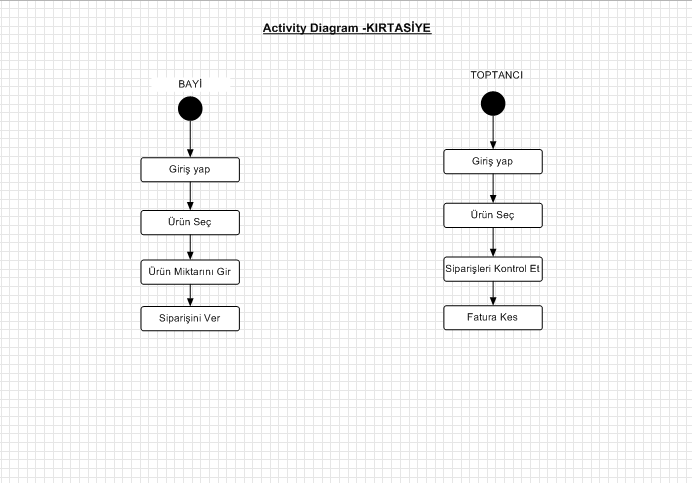 Activity Diagram -KIRTASİYE
BAYİ
Giriş yap
Ürün Seç
Ürün Miktarını Gir
Siparişini Ver
TOPTANCI
Giriş yap
Ürün Seç
Siparişleri Kontrol Et
Fatura Kes